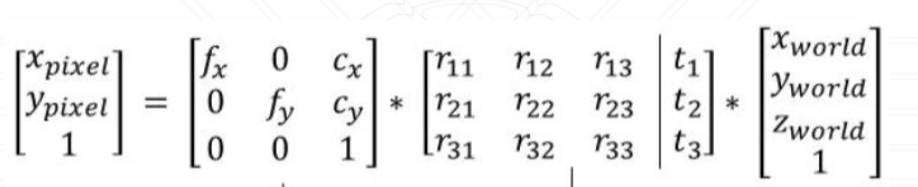 [x_pixel y_pixel 1] = [f_x 0 c_x; 0 f_y c_y; 0 0 1] * [r_11 r_12 r_13 | t_1; r_21 r_22 r_23 | t_2; r_31 r_32 r_33 | t_3] * [x_world y_world z_world 1]